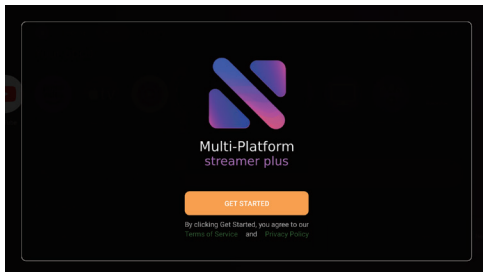 Multi-Platform
streamer plus
GET STARTED
By clicking Get Started, you agree to our
Terms of Service and Privacy Policy